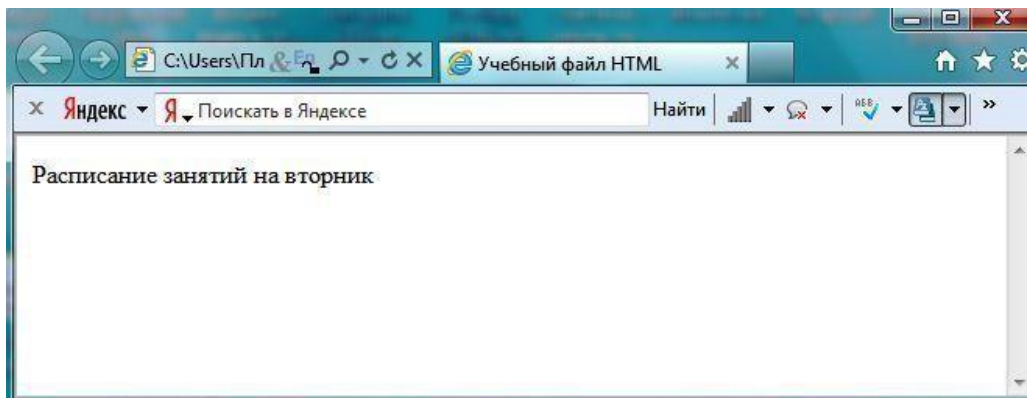 C:\Users\Пл
Учебный файл HTML
Яндекс Я Поискать в Яндексе Найти
Расписание занятий на вторник